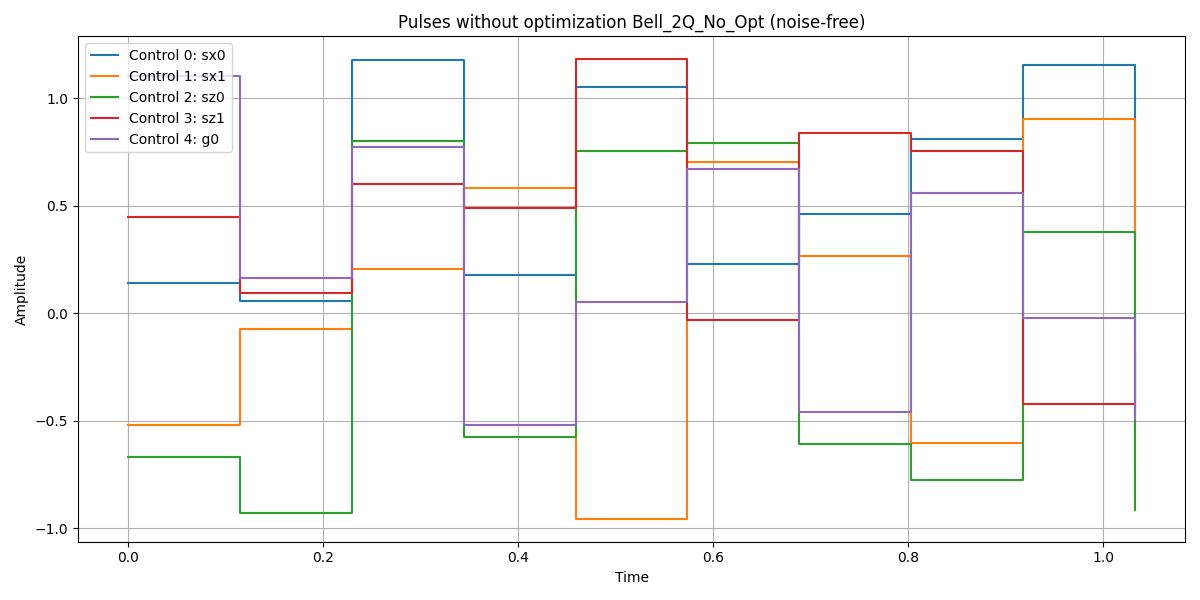 Pulses without optimization Bell_2Q_No_Opt (noise-free)
Control 0: sx0
Control 1: sx1
Control 2: sz0
Control 3: sz1
Control 4: g0
Amplitude
1.0
0.5
0.0
−0.5
−1.0
0.0 0.2 0.4 0.6 0.8 1.0
Time